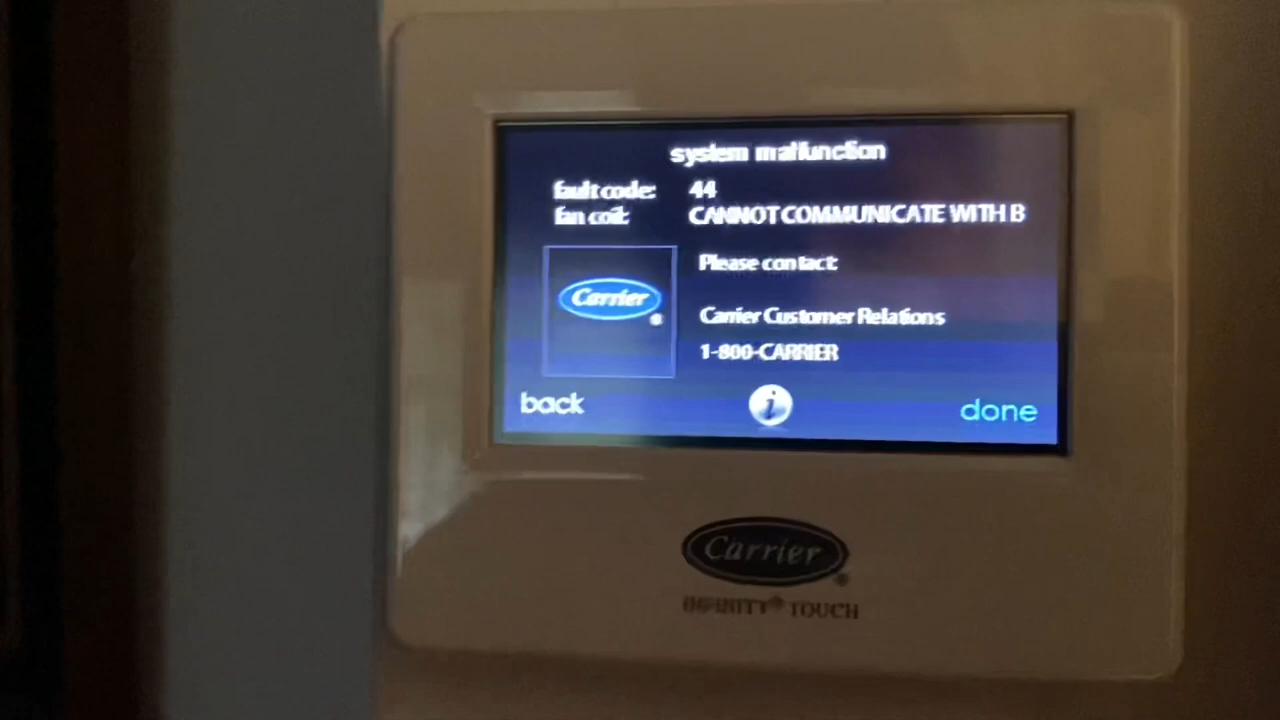 system malfunction
fault code: 44
fan coil: CANNOT COMMUNICATE WITH B
Please contact:
Carrier
®
Carrier Customer Relations
1-800-CARRIER
back i done
Carrier
®
INFINITY® TOUCH